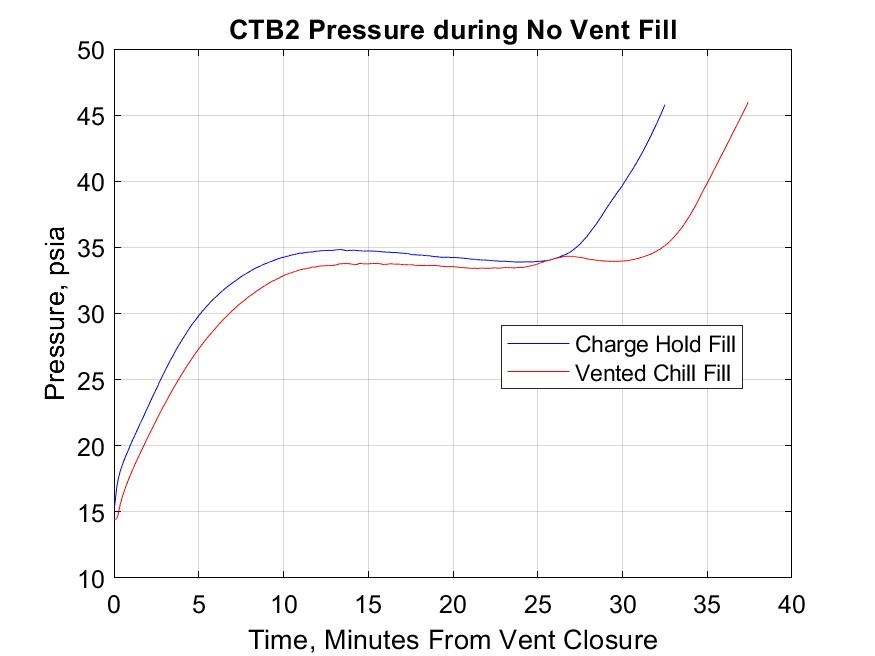 CTB2 Pressure during No Vent Fill
50
45
40
35
30
25
20
15
10
Pressure, psia
Charge Hold Fill
Vented Chill Fill
0 5 10 15 20 25 30 35 40
Time, Minutes From Vent Closure